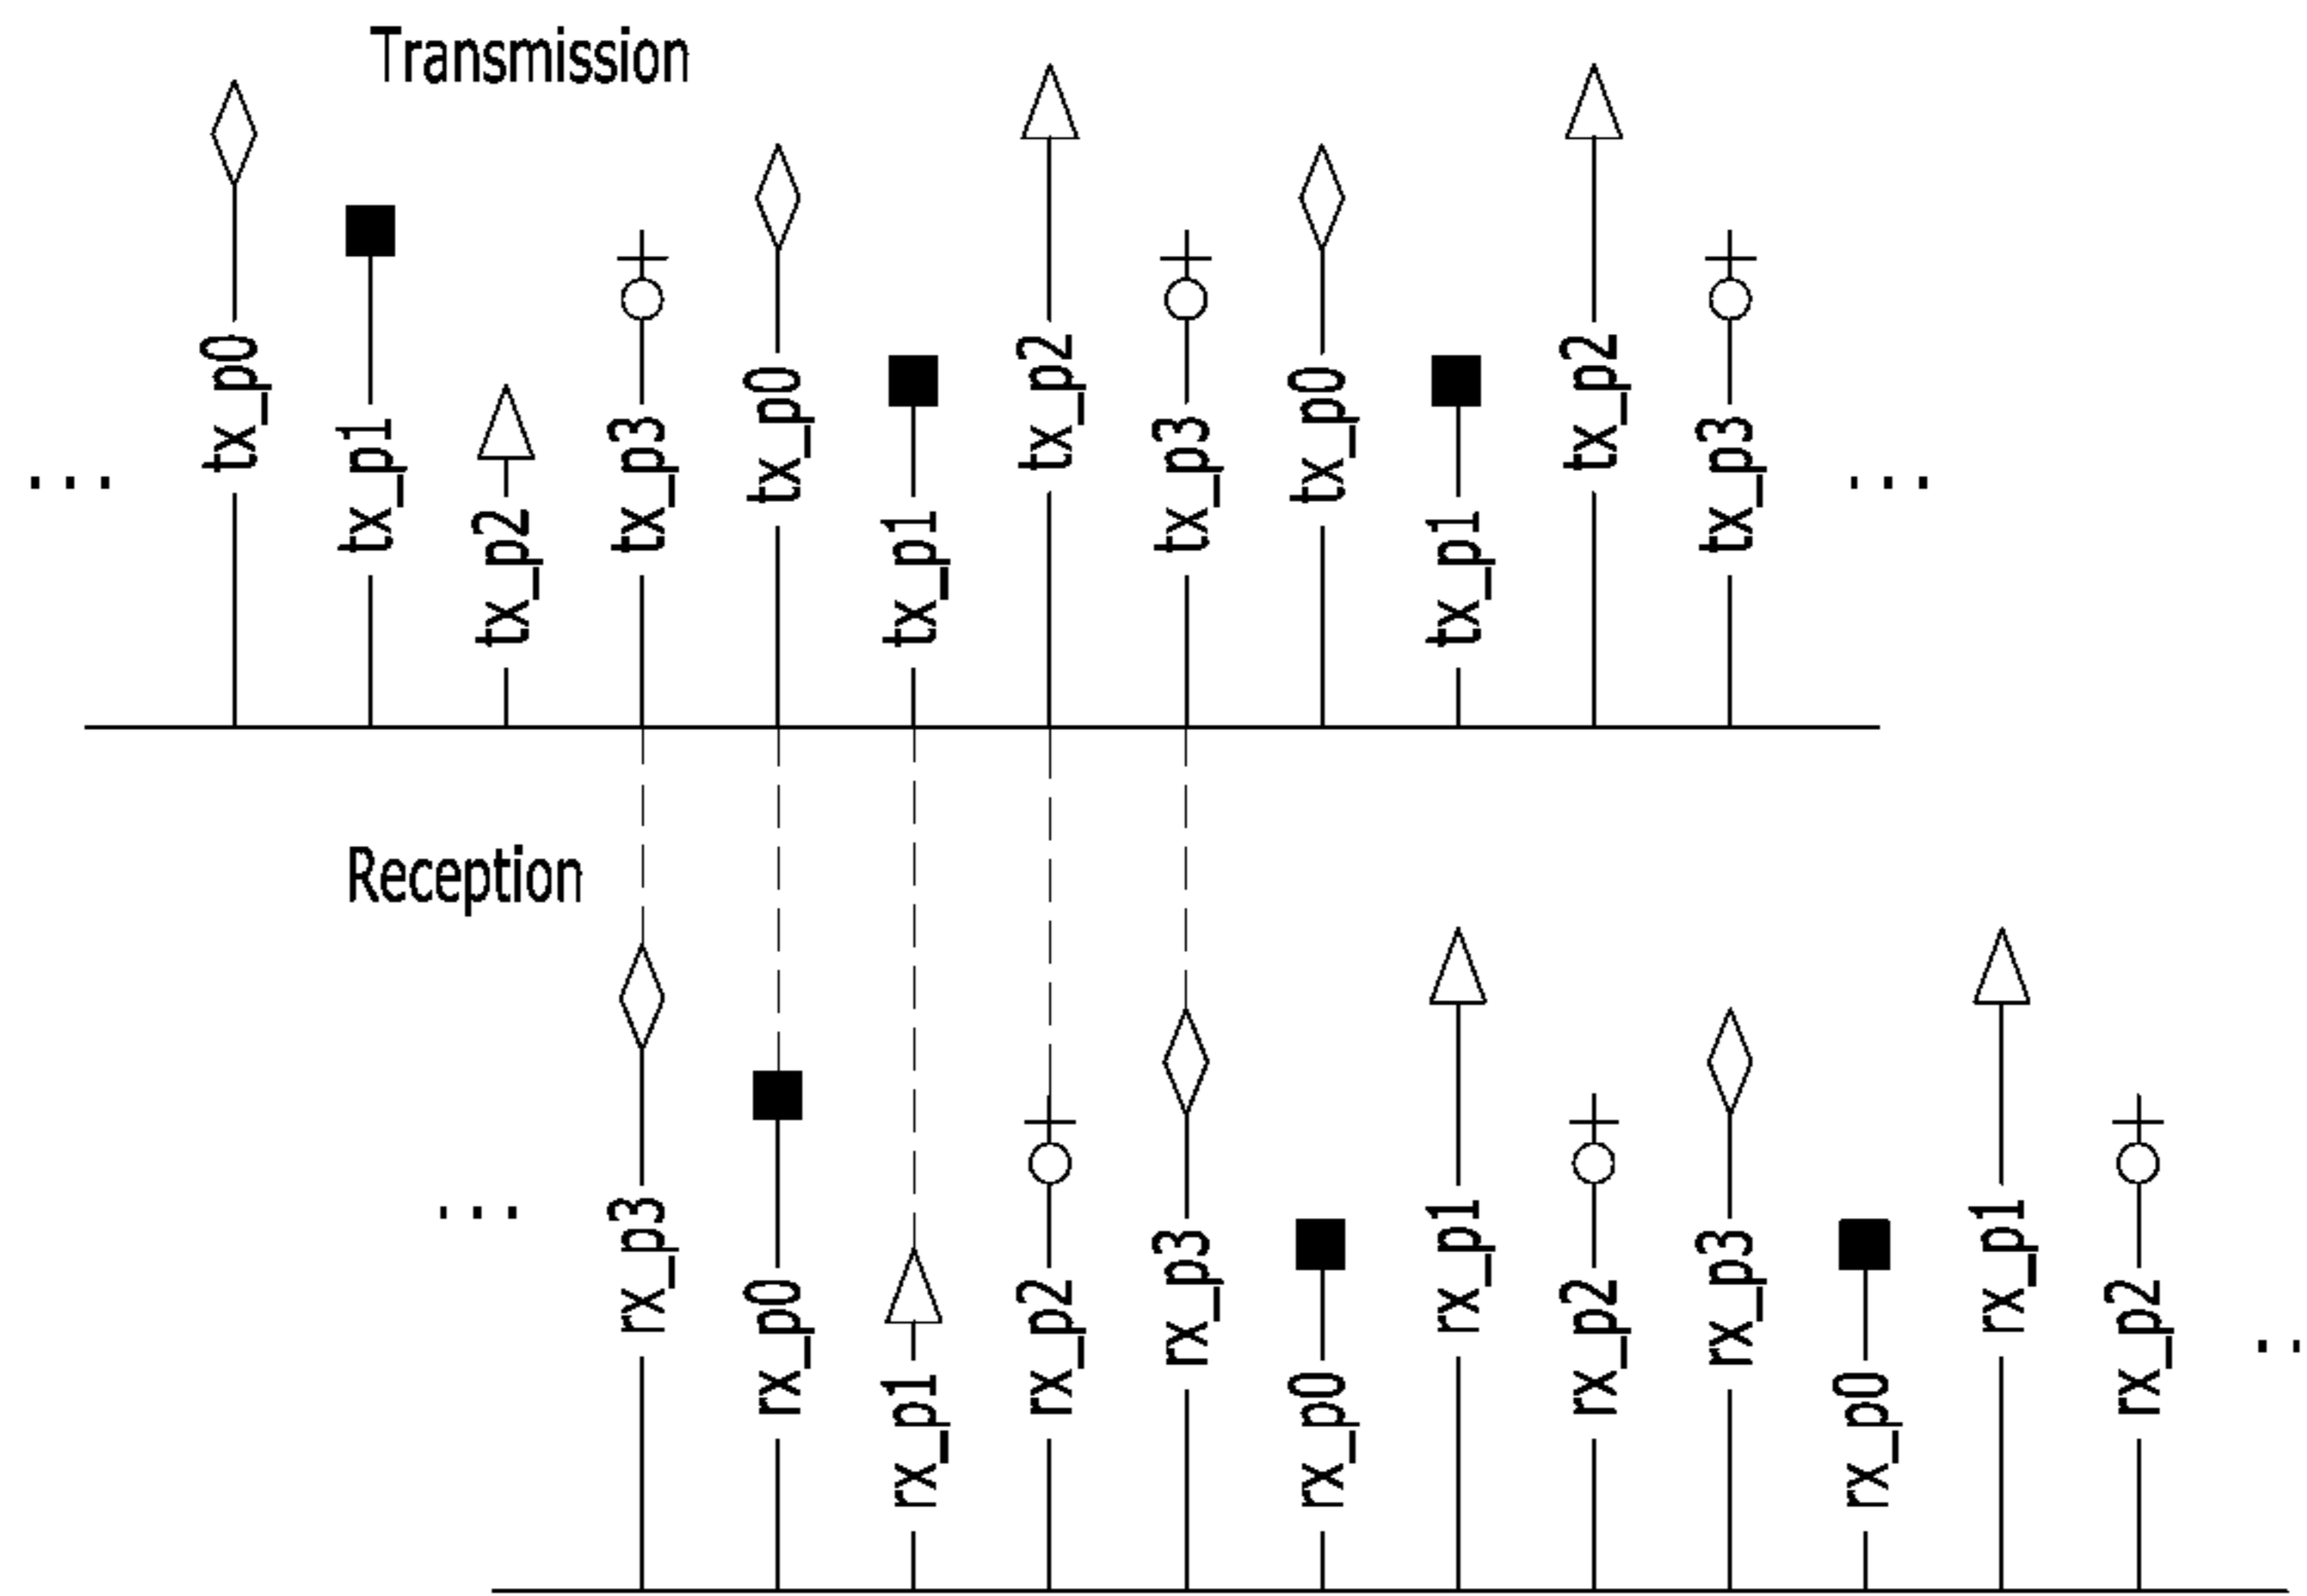 Transmission
... tx_p0 tx_p1 tx_p2 tx_p3 tx_p0 tx_p1 tx_p2 tx_p3 tx_p0 tx_p1 tx_p2 tx_p3 ...
Reception
... rx_p3 rx_p0 rx_p1 rx_p2 rx_p3 rx_p0 rx_p1 rx_p2 rx_p3 rx_p0 rx_p1 rx_p2 ..